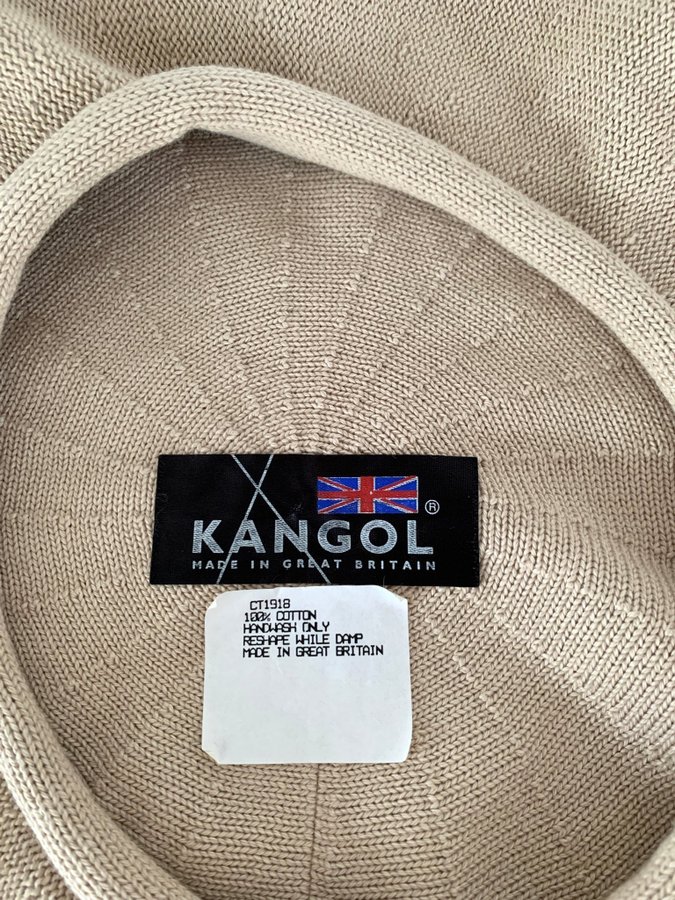 ®
KANGOL
MADE IN GREAT BRITAIN
CT1918
100% COTTON
HANDWASH ONLY
RESHAPE WHILE DAMP
MADE IN GREAT BRITAIN